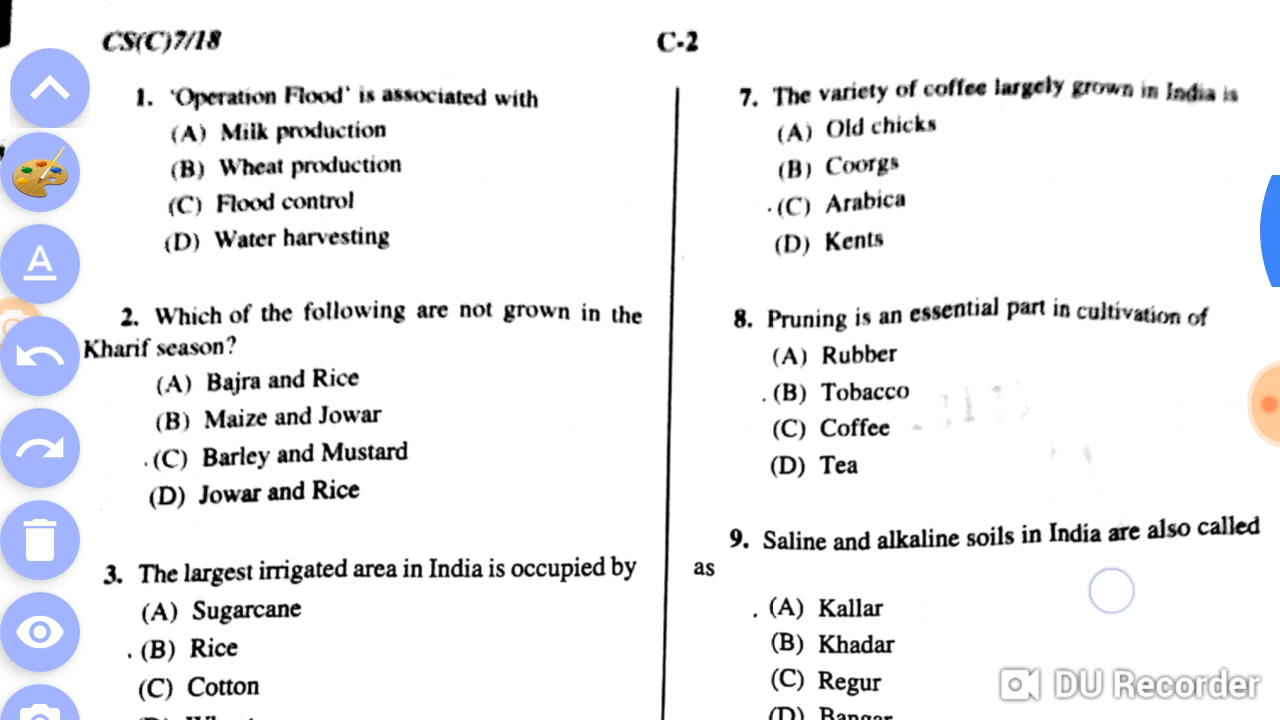 CS(C)7/18
C-2
1. 'Operation Flood' is associated with
(A) Milk production
(B) Wheat production
(C) Flood control
(D) Water harvesting
2. Which of the following are not grown in the
Kharif season?
(A) Bajra and Rice
(B) Maize and Jowar
(C) Barley and Mustard
(D) Jowar and Rice
3. The largest irrigated area in India is occupied by
(A) Sugarcane
(B) Rice
(C) Cotton
7. The variety of coffee largely grown in India is
(A) Old chicks
(B) Coorgs
(C) Arabica
(D) Kents
8. Pruning is an essential part in cultivation of
(A) Rubber
(B) Tobacco
(C) Coffee
(D) Tea
9. Saline and alkaline soils in India are also called
as
(A) Kallar
(B) Khadar
(C) Regur
(D) Bangar
A
DU Recorder